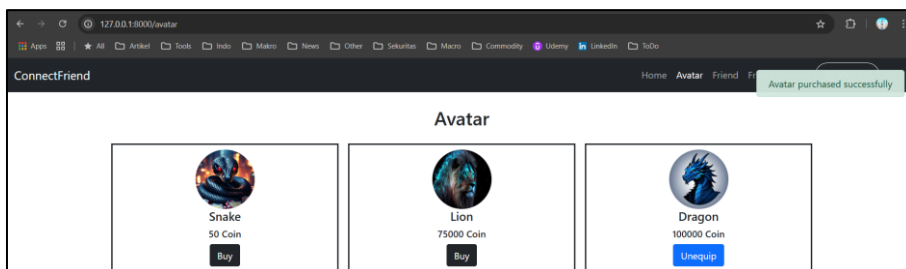 127.0.0.1:8000/avatar
Apps All Artikel Tools Indo Makro News Other Sekuritas Macro Commodity Udemy LinkedIn ToDo
ConnectFriend Home Avatar Friend
Avatar purchased successfully
Avatar
Snake Lion Dragon
50 Coin 75000 Coin 100000 Coin
Buy Buy Unequip